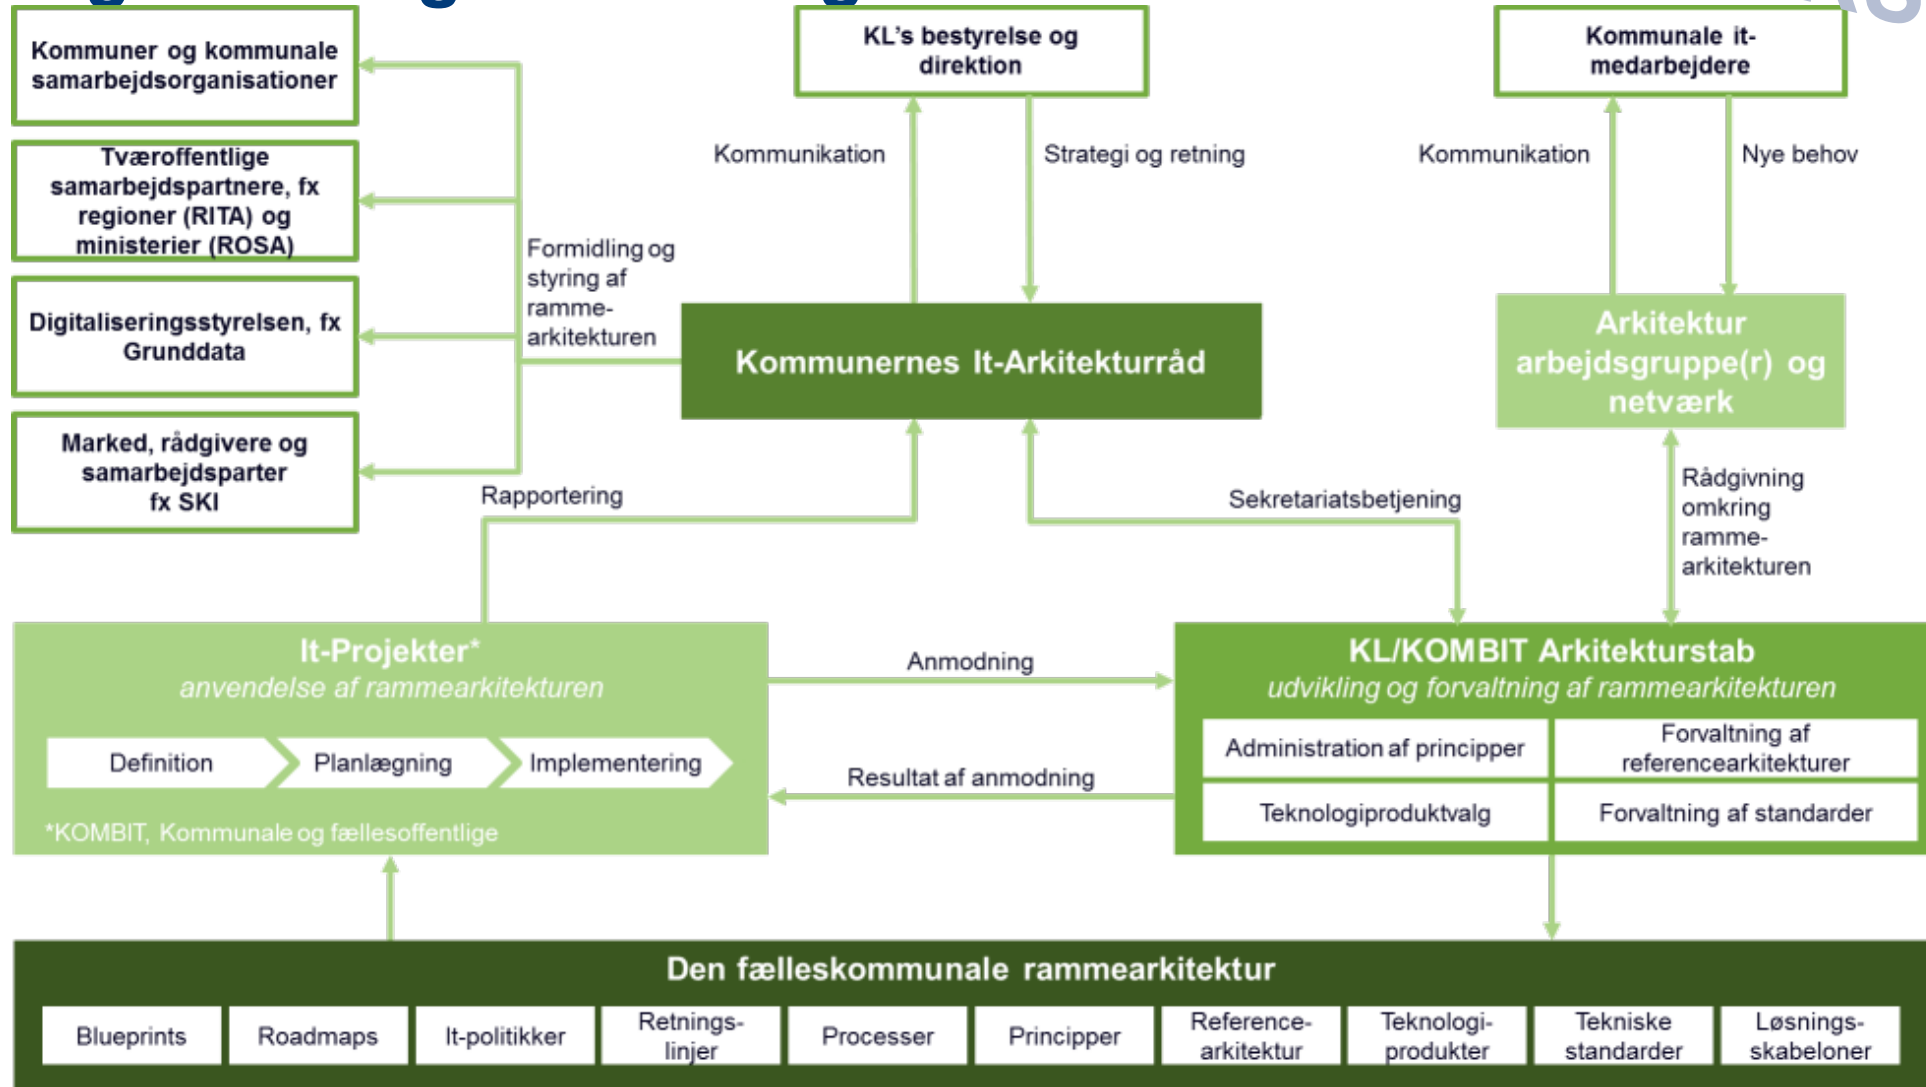 Kommuner og kommunale
samarbejdsorganisationer
Tværoffentlige
samarbejdspartnere, fx
regioner (RITA) og
ministerier (ROSA)
Digitaliseringsstyrelsen, fx
Grunddata
Marked, rådgivere og
samarbejdsparter
fx SKI
KL's bestyrelse og
direktion
Kommunale it-
medarbejdere
Kommunikation
Strategi og retning
Kommunikation
Nye behov
Formidling og
styring af
ramme-
arkitekturen
Kommunernes It-Arkitekturråd
Arkitektur
arbejdsgruppe(r) og
netværk
Rapportering
Sekretariatsbetjening
Rådgivning
omkring
ramme-
arkitekturen
It-Projekter*
anvendelse af rammearkitekturen
Definition
Planlægning
Implementering
*KOMBIT, Kommunale og fællesoffentlige
Anmodning
Resultat af anmodning
KL/KOMBIT Arkitekturstab
udvikling og forvaltning af rammearkitekturen
Administration af principper
Forvaltning af
referencearkitekturer
Teknologiproduktvalg
Forvaltning af standarder
Den fælleskommunale rammearkitektur
Blueprints
Roadmaps
It-politikker
Retnings-
linjer
Processer
Principper
Reference-
arkitektur
Teknologi-
produkter
Tekniske
standarder
Løsnings-
skabeloner